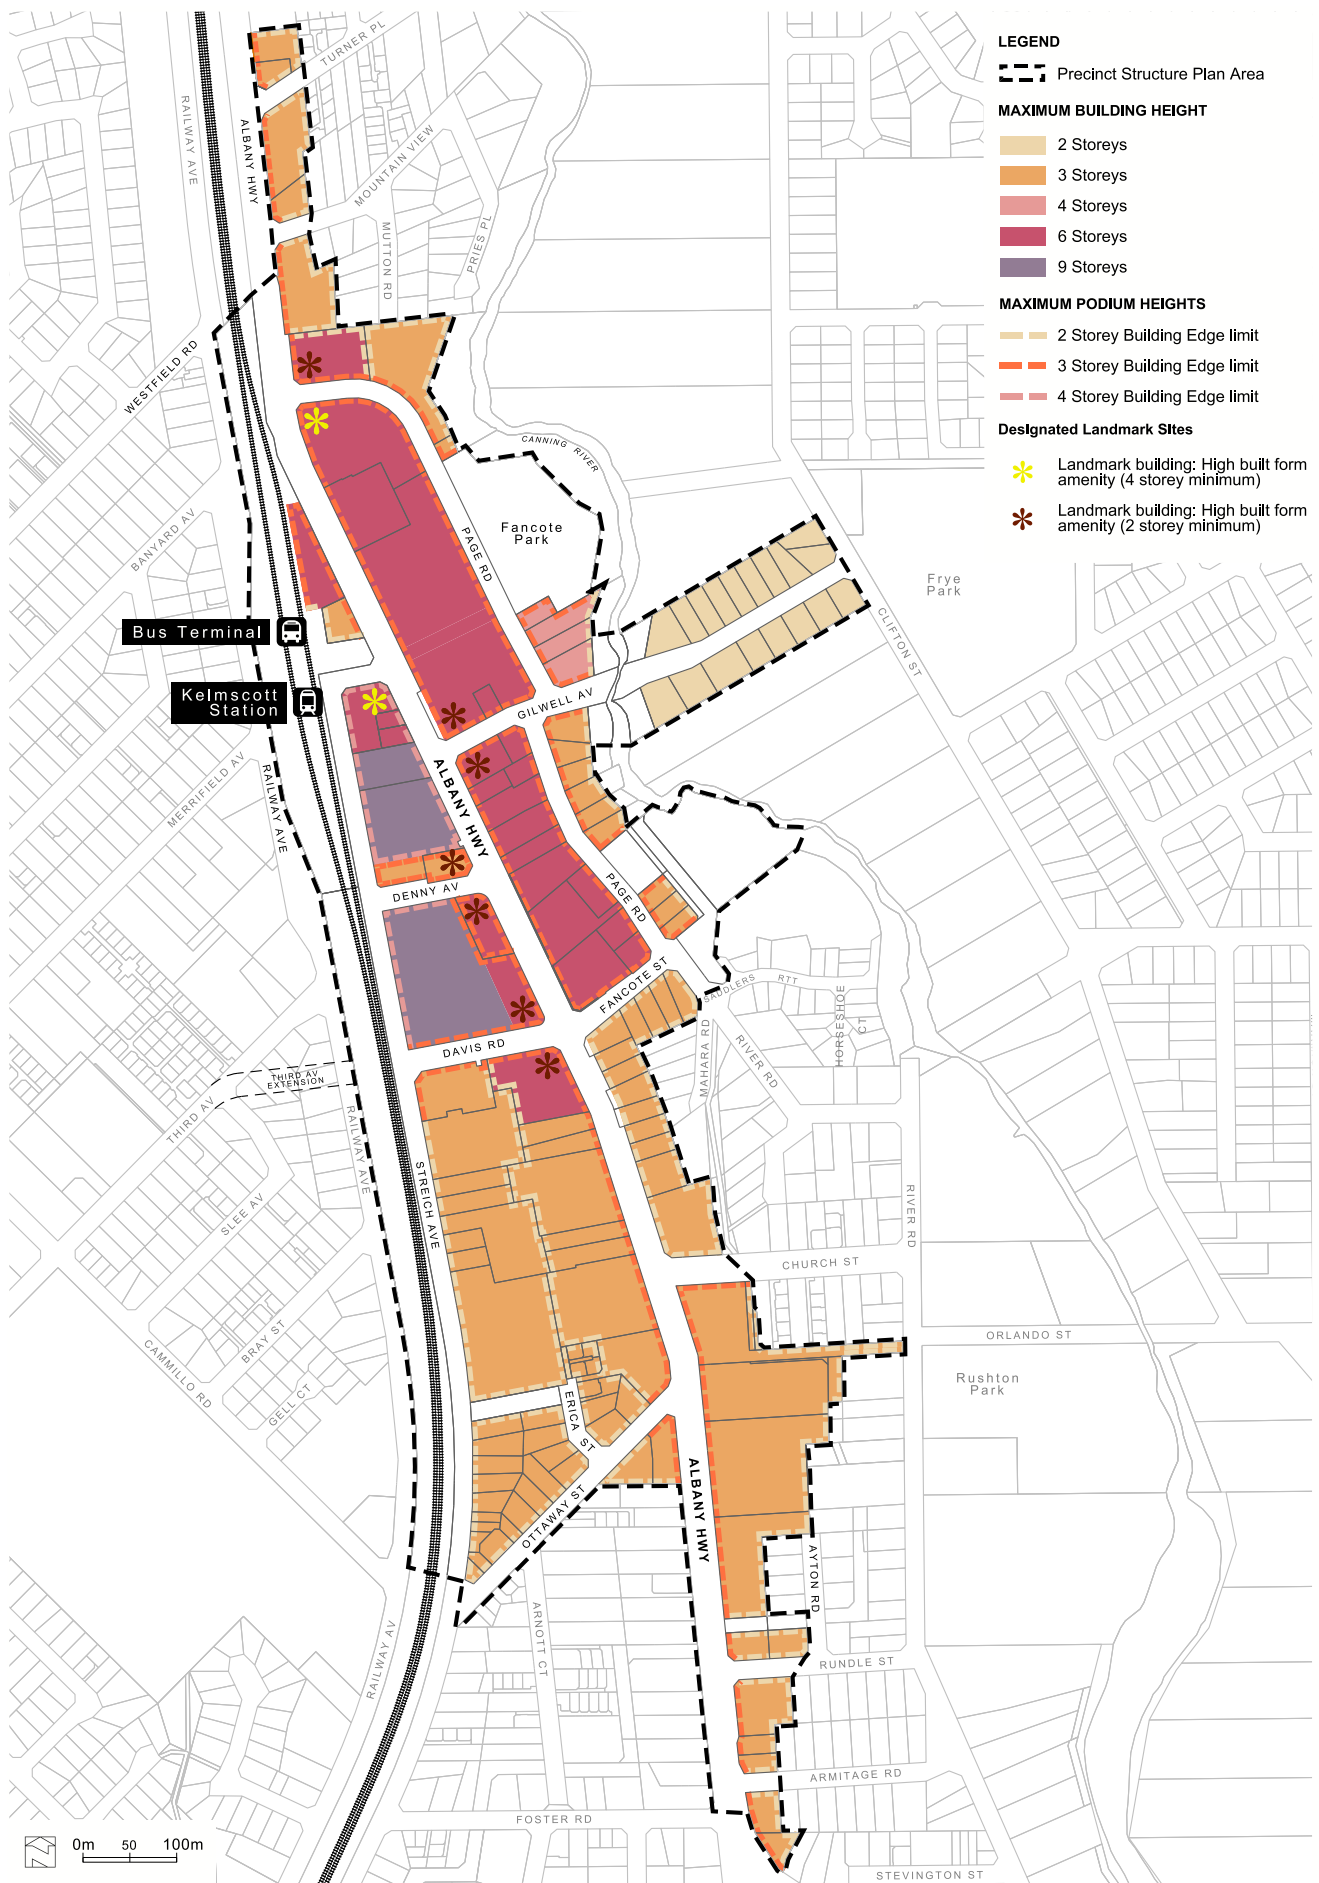 LEGEND
Precinct Structure Plan Area
MAXIMUM BUILDING HEIGHT
2 Storeys
3 Storeys
4 Storeys
6 Storeys
9 Storeys
MAXIMUM PODIUM HEIGHTS
2 Storey Building Edge limit
3 Storey Building Edge limit
4 Storey Building Edge limit
Designated Landmark Sites
Landmark building: High built form
amenity (4 storey minimum)
Landmark building: High built form
amenity (2 storey minimum)
TURNER PL
RAILWAY AVE
ALBANY HWY
MOUNTAIN VIEW
MUTTON RD
PRIES PL
WESTFIELD RD
CANNING RIVER
BANYARD AV
PAGE RD
Fancote
Park
Frye
Park
CLIFTON ST
Bus Terminal
Kelmscott
Station
GILWELL AV
MERRIFIELD AV
RAILWAY AVE
ALBANY HWY
DENNY AV
PAGE RD
FANCOTE ST
SADDLERS RTT
HORSESHOE
CT
MAHARA RD
RIVER RD
DAVIS RD
THIRD AV
EXTENSION
THIRD AV
RAILWAY AVE
STREICH AVE
SLEE AV
RIVER RD
CHURCH ST
ORLANDO ST
BRAY ST
CAMMILLO RD
GELL CT
Rushton
Park
ERICA ST
OTTAWAY ST
ALBANY HWY
AYTON RD
ARNOTT CT
RAILWAY AV
RUNDLE ST
ARMITAGE RD
FOSTER RD
STEVINGTON ST
0m 50 100m